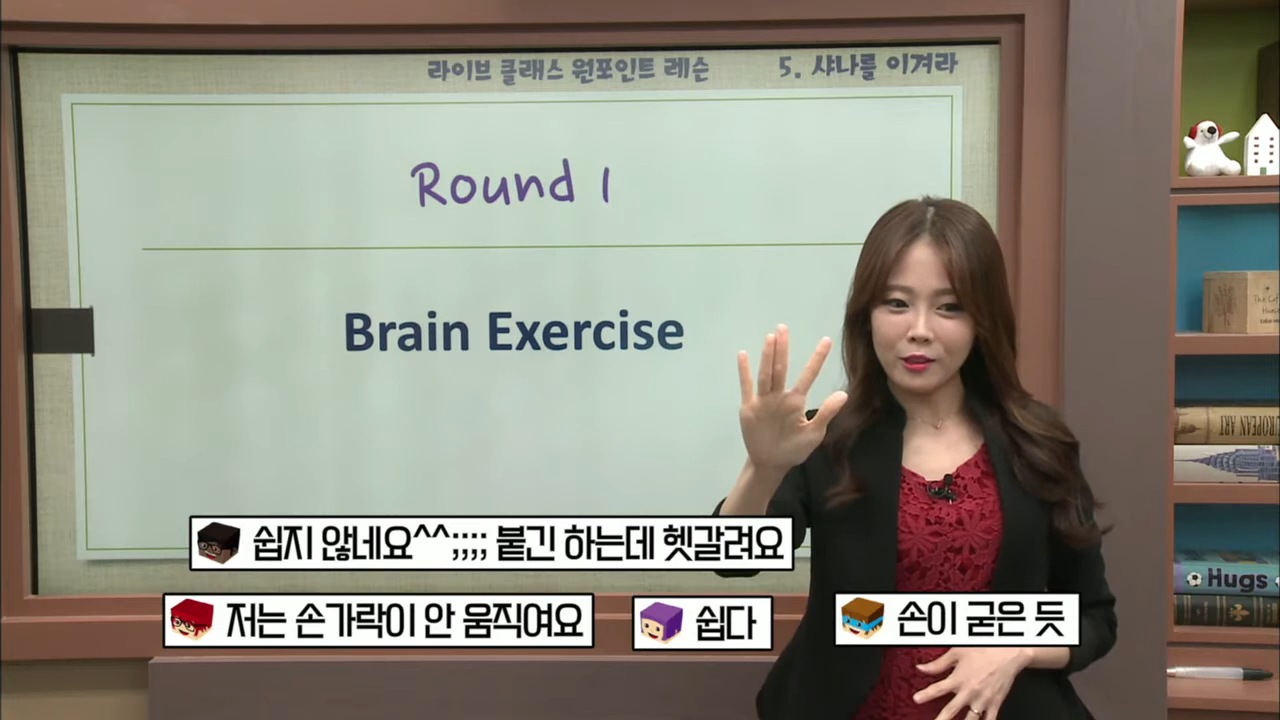 라이브 클래스 원포인트 레슨 5. 샤나를 이겨라
Round 1
Brain Exercise
EUROPEAN ART
Hugs
쉽지 않네요^^;;;; 붙긴 하는데 헷갈려요
저는 손가락이 안 움직여요
쉽다
손이 굳은 듯